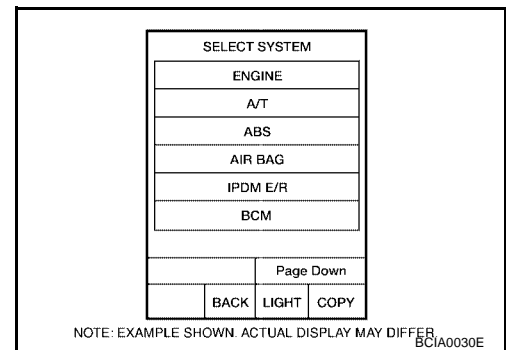 SELECT SYSTEM
ENGINE
A/T
ABS
AIR BAG
IPDM E/R
BCM
Page Down
BACK LIGHT COPY
NOTE: EXAMPLE SHOWN. ACTUAL DISPLAY MAY DIFFER
BCIA0030E